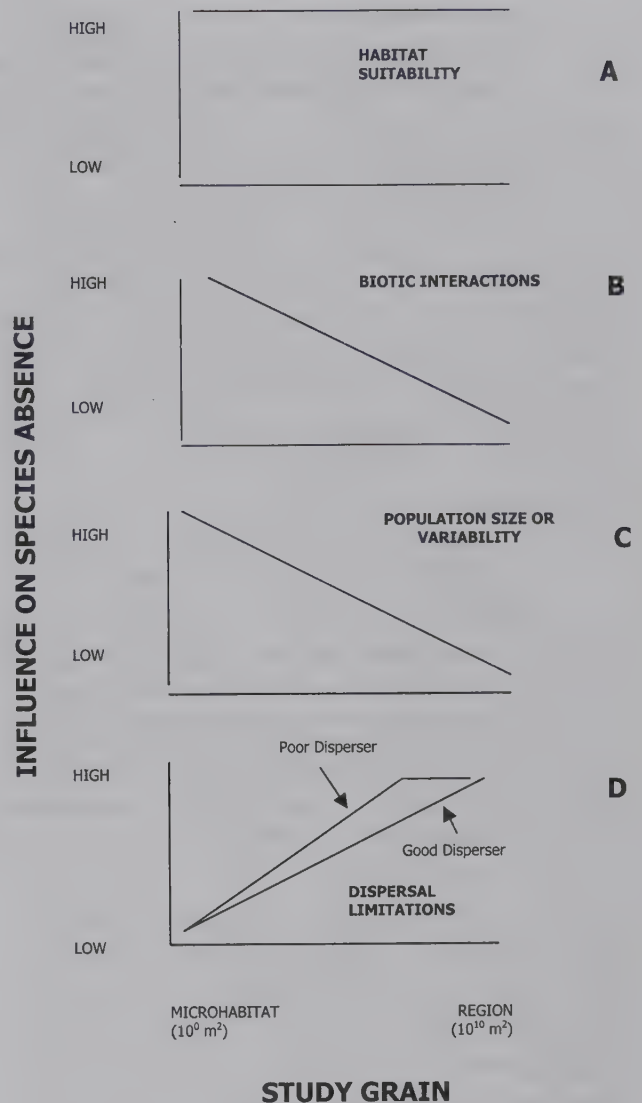 HIGH
HABITAT
SUITABILITY
A
LOW
HIGH
BIOTIC INTERACTIONS
B
LOW
INFLUENCE ON SPECIES ABSENCE
POPULATION SIZE OR
VARIABILITY
HIGH
C
LOW
Poor Disperser
HIGH
D
Good Disperser
DISPERSAL
LIMITATIONS
LOW
MICROHABITAT
(10⁰ m²)
REGION
(10¹⁰ m²)
STUDY GRAIN